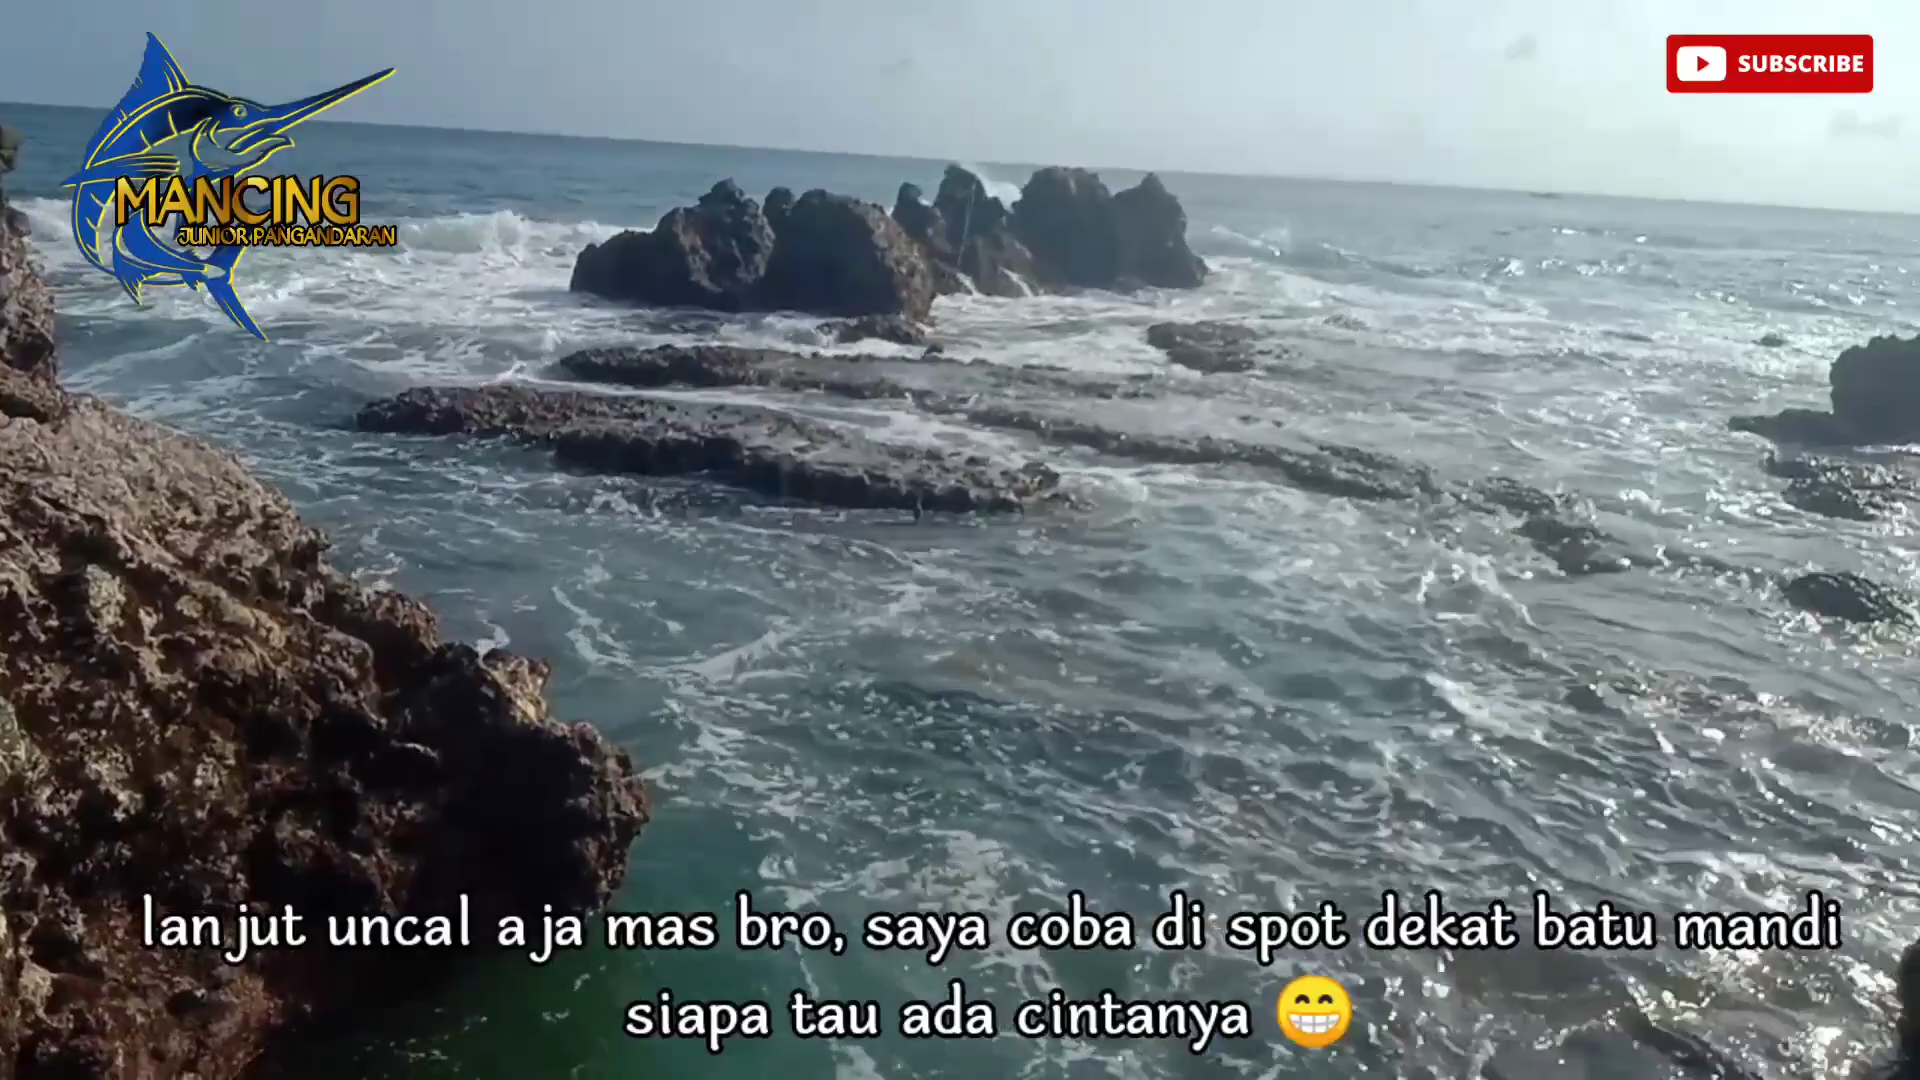 SUBSCRIBE
MANCING
JUNIOR PANGANDARAN
lanjut uncal aja mas bro, saya coba di spot dekat batu mandi
siapa tau ada cintanya 😁